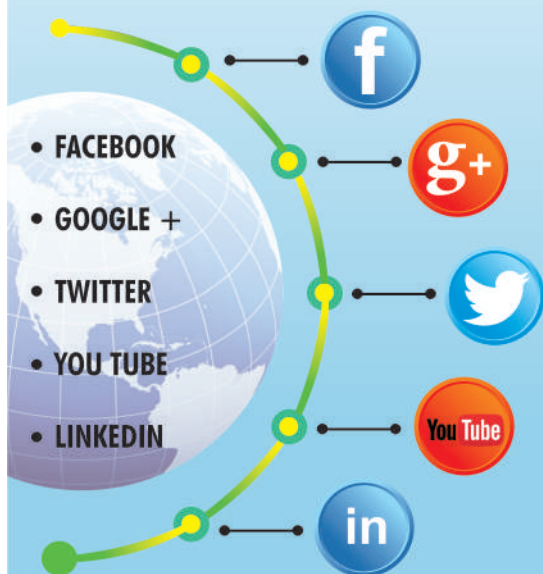 f
• FACEBOOK
g+
• GOOGLE +
• TWITTER
• YOU TUBE
You Tube
• LINKEDIN
in